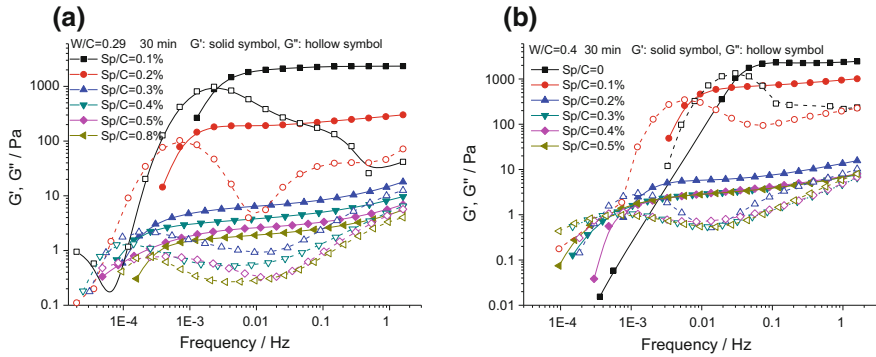 (a)
W/C=0.29 30 min G': solid symbol, G": hollow symbol
Sp/C=0.1%
Sp/C=0.2%
Sp/C=0.3%
Sp/C=0.4%
Sp/C=0.5%
Sp/C=0.8%
G', G" / Pa
1000
100
10
1
0.1
1E-4 1E-3 0.01 0.1 1
Frequency / Hz
(b)
W/C=0.4 30 min G': solid symbol, G": hollow symbol
Sp/C=0
Sp/C=0.1%
Sp/C=0.2%
Sp/C=0.3%
Sp/C=0.4%
Sp/C=0.5%
G', G" / Pa
1000
100
10
1
0.1
0.01
1E-4 1E-3 0.01 0.1 1
Frequency / Hz